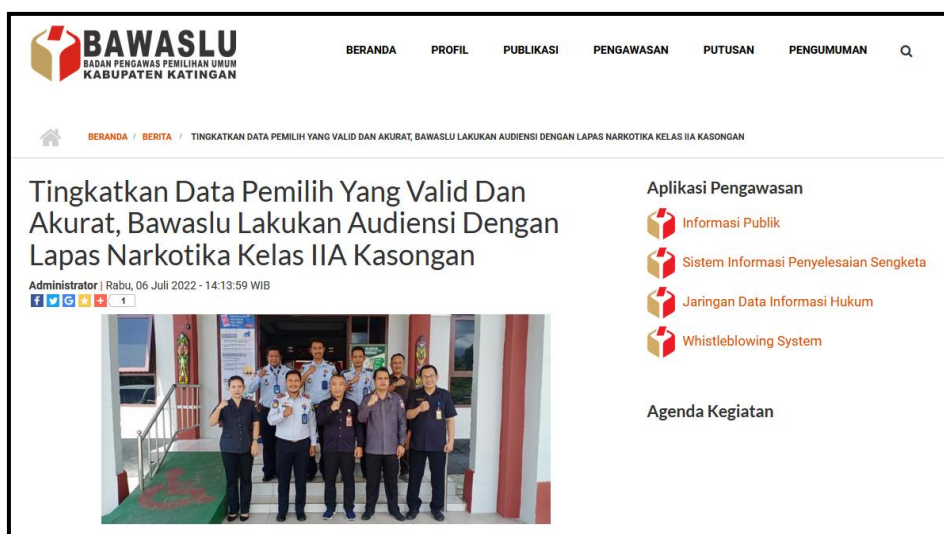 BAWASLU
BADAN PENGAWAS PEMILIHAN UMUM
KABUPATEN KATINGAN
BERANDA PROFIL PUBLIKASI PENGAWASAN PUTUSAN PENGUMUMAN
BERANDA / BERITA / TINGKATKAN DATA PEMILIH YANG VALID DAN AKURAT, BAWASLU LAKUKAN AUDIENSI DENGAN LAPAS NARKOTIKA KELAS IIA KASONGAN
Tingkatkan Data Pemilih Yang Valid Dan
Akurat, Bawaslu Lakukan Audiensi Dengan
Lapas Narkotika Kelas IIA Kasongan
Administrator | Rabu, 06 Juli 2022 - 14:13:59 WIB
1
Aplikasi Pengawasan
Informasi Publik
Sistem Informasi Penyelesaian Sengketa
Jaringan Data Informasi Hukum
Whistleblowing System
Agenda Kegiatan